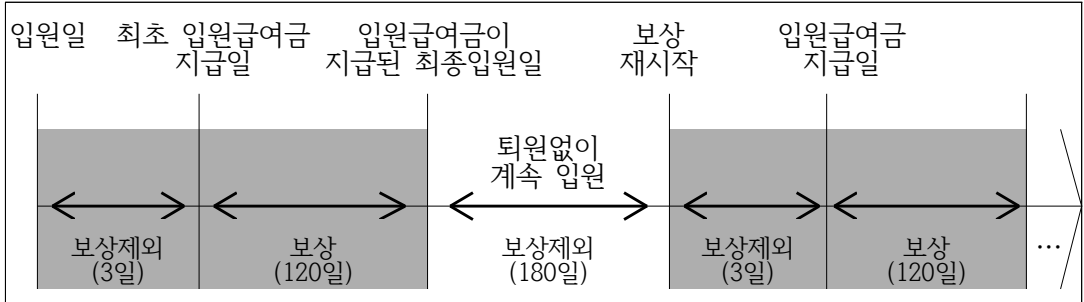 입원일
최초 입원급여금
지급일
입원급여금이
지급된 최종입원일
보상
재시작
입원급여금
지급일
퇴원없이
계속 입원
보상제외
(3일)
보상
(120일)
보상제외
(180일)
보상제외
(3일)
보상
(120일)
…